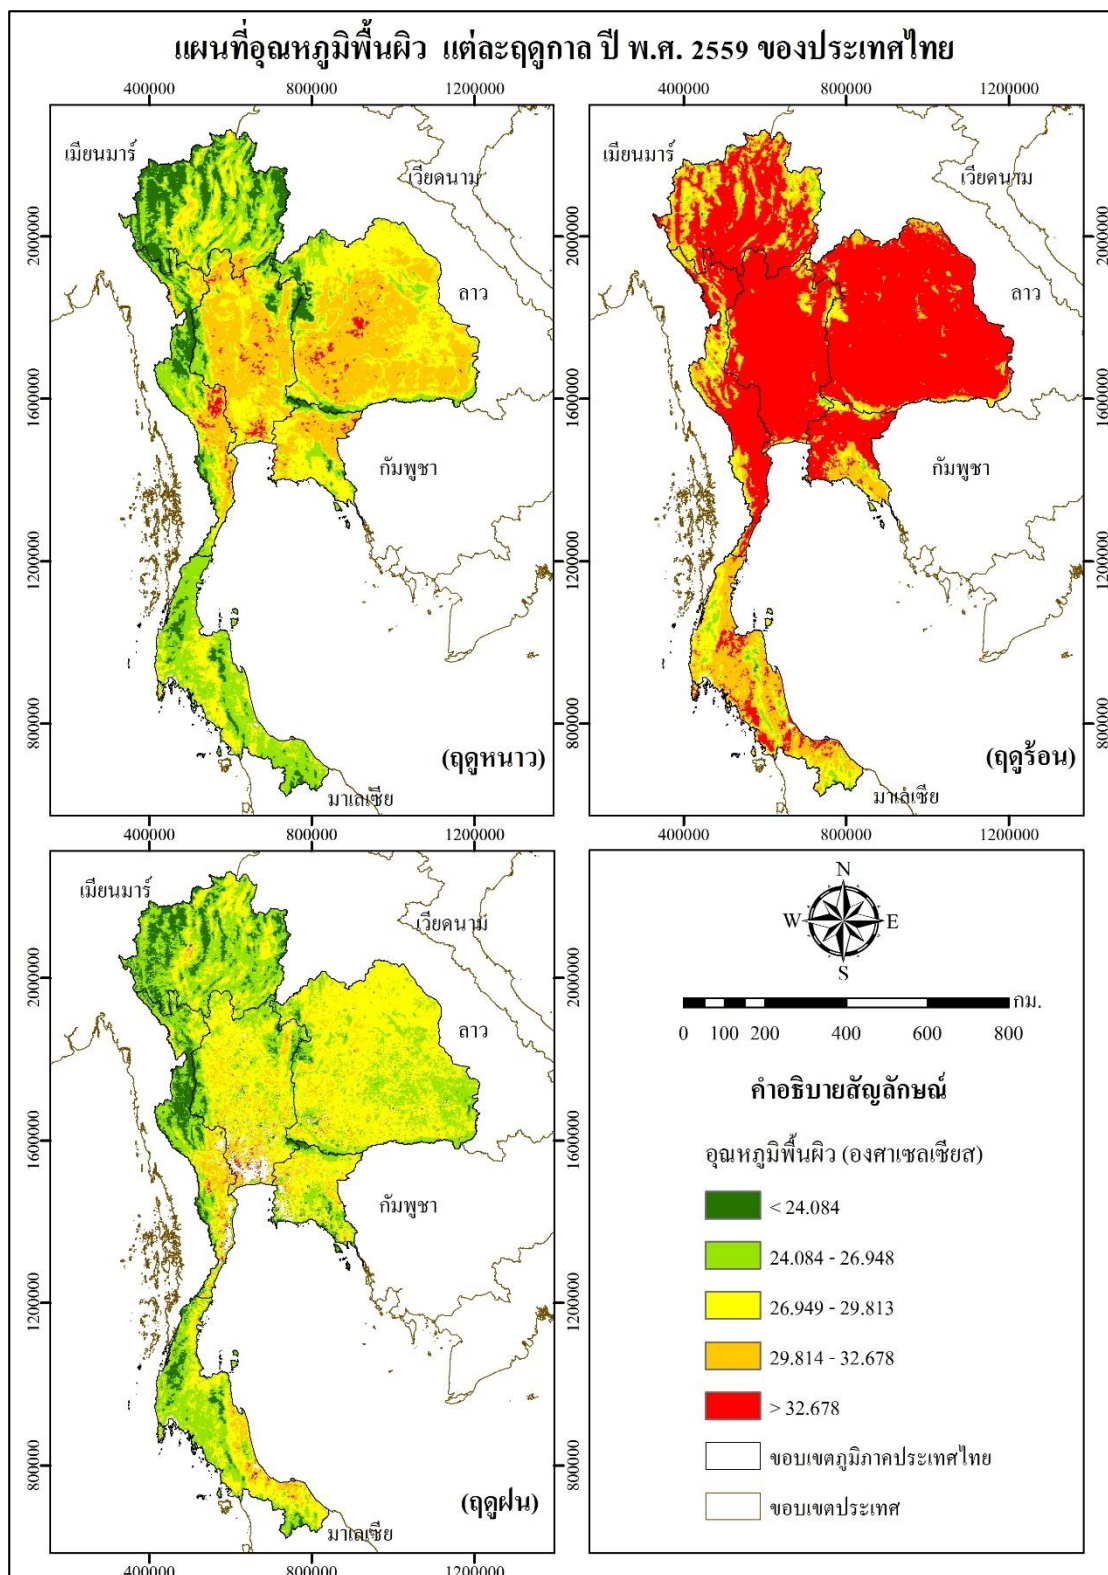 แผนที่อุณหภูมิพื้นผิว แต่ละฤดูกาล ปี พ.ศ. 2559 ของประเทศไทย
400000 800000 1200000
เมียนมาร์
เวียดนาม
ลาว
กัมพูชา
มาเลเซีย
(ฤดูหนาว)
2000000
1600000
1200000
800000
400000 800000 1200000
400000 800000 1200000
เมียนมาร์
เวียดนาม
ลาว
กัมพูชา
มาเลเซีย
(ฤดูร้อน)
2000000
1600000
1200000
800000
400000 800000 1200000
เมียนมาร์
เวียดนาม
ลาว
กัมพูชา
มาเลเซีย
(ฤดูฝน)
2000000
1600000
1200000
800000
400000 800000 1200000
N
W E
S
กม.
0 100 200 400 600 800
คำอธิบายสัญลักษณ์
อุณหภูมิพื้นผิว (องศาเซลเซียส)
< 24.084
24.084 - 26.948
26.949 - 29.813
29.814 - 32.678
> 32.678
ขอบเขตภูมิภาคประเทศไทย
ขอบเขตประเทศ